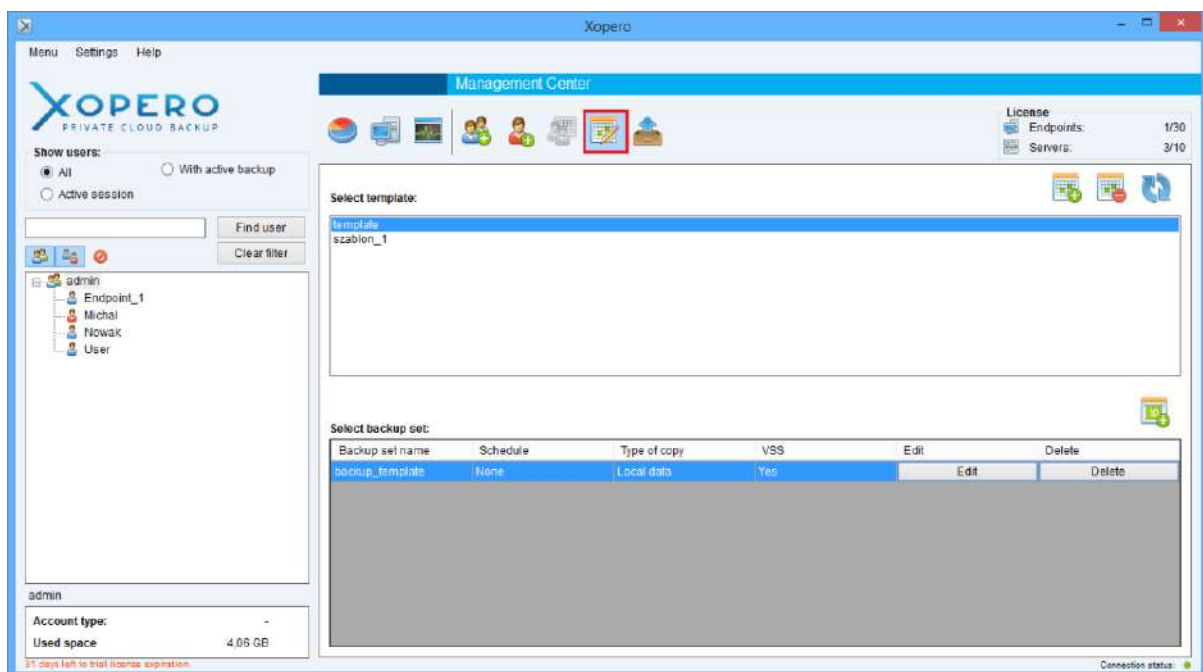 Xopero
Menu Settings Help
XOPERO
PRIVATE CLOUD BACKUP
Management Center
License
Endpoints: 1/30
Servers: 3/10
Show users:
All
With active backup
Active session
Find user
Clear filter
admin
Endpoint_1
Michal
Nowak
User
Select template:
template
szablon_1
Select backup set:
Backup set name Schedule Type of copy VSS Edit Delete
backup_template None Local data Yes Edit Delete
admin
Account type: -
Used space 4,06 GB
31 days left to trial license expiration.
Connection status: